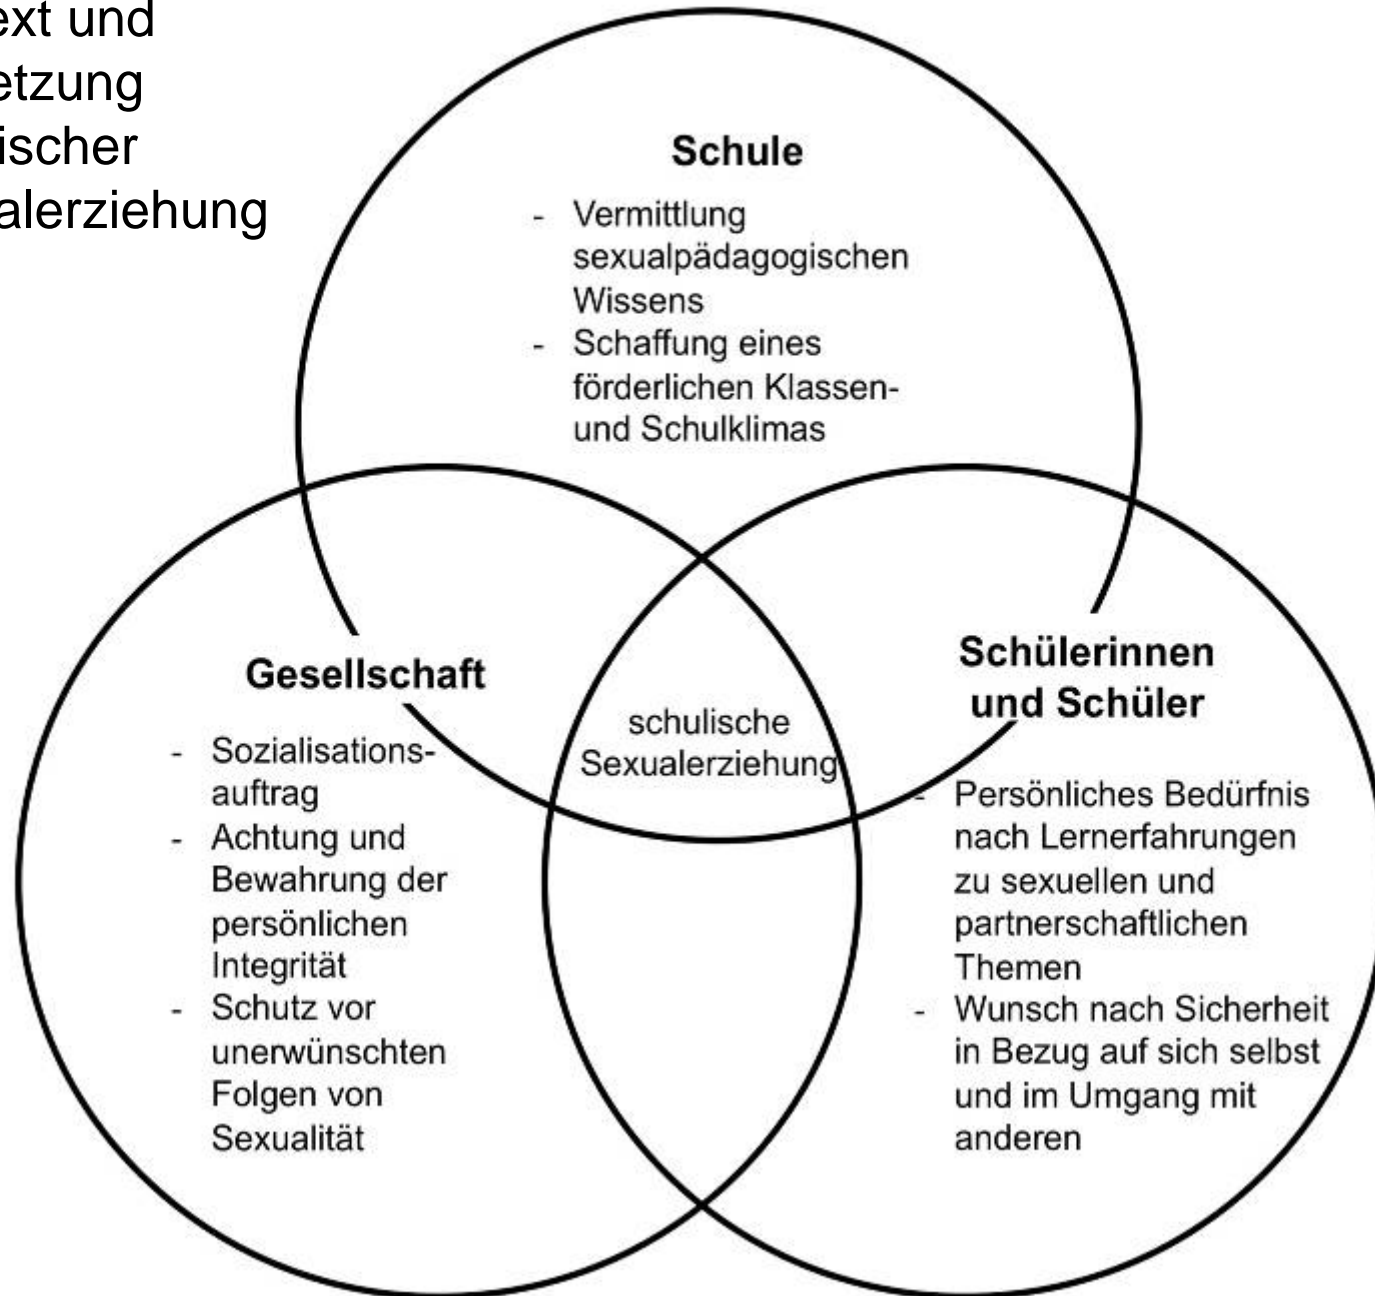 ext und
etzung
ischer
alerziehung
Schule
- Vermittlung
sexualpädagogischen
Wissens
- Schaffung eines
förderlichen Klassen-
und Schulklimas
Gesellschaft
- Sozialisations-
auftrag
- Achtung und
Bewahrung der
persönlichen
Integrität
- Schutz vor
unerwünschten
Folgen von
Sexualität
schulische
Sexualerziehung
Schülerinnen
und Schüler
- Persönliches Bedürfnis
nach Lernerfahrungen
zu sexuellen und
partnerschaftlichen
Themen
- Wunsch nach Sicherheit
in Bezug auf sich selbst
und im Umgang mit
anderen